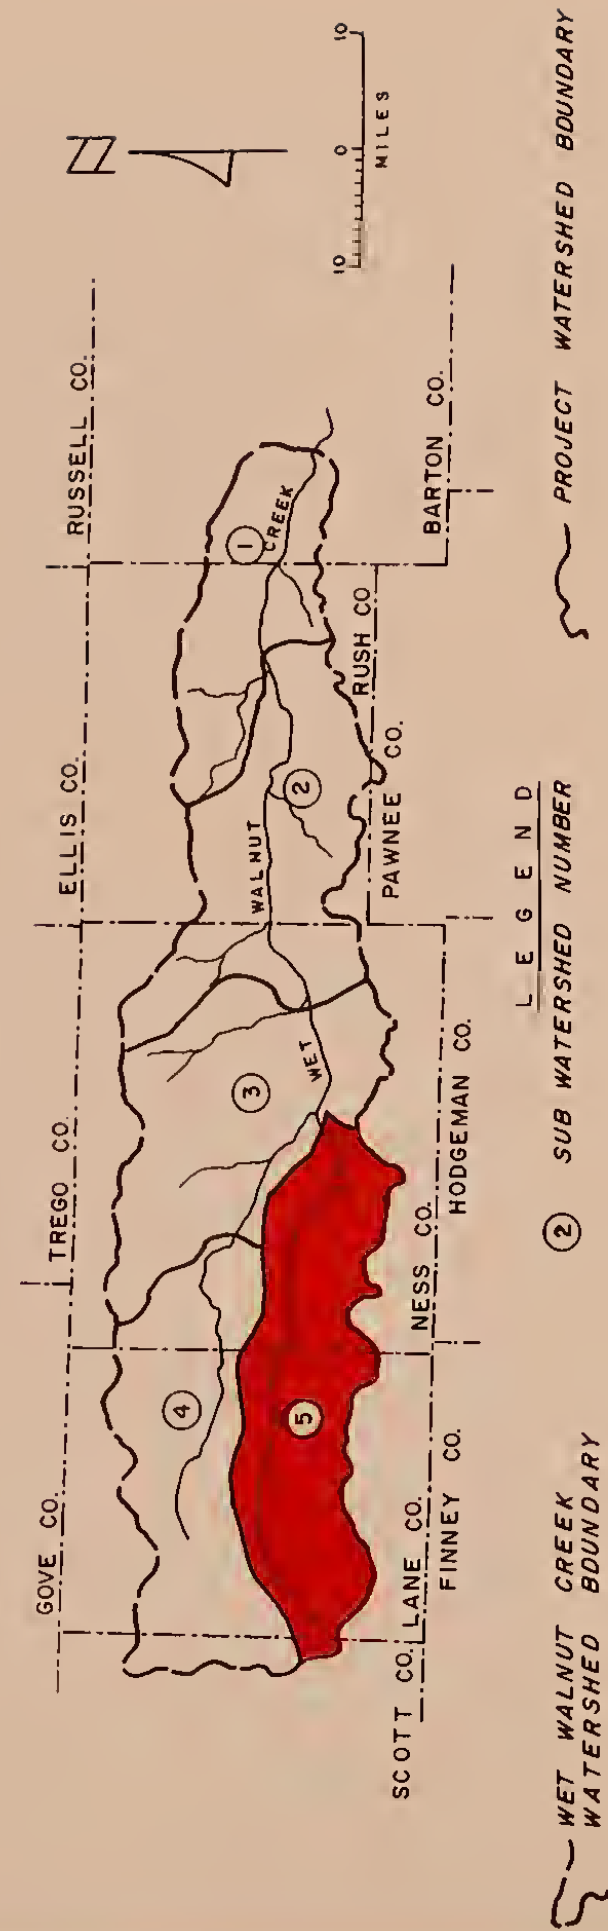 N
10 0 10
MILES
GOVE CO.
TREGO CO.
ELLIS CO.
RUSSELL CO.
1
CREEK
WALNUT
2
WET
3
4
5
RUSH CO.
BARTON CO.
PAWNEE CO.
NESS CO.
HODGEMAN CO.
SCOTT CO.
LANE CO.
FINNEY CO.
LEGEND
WET WALNUT CREEK
WATERSHED BOUNDARY
2 SUB WATERSHED NUMBER
PROJECT WATERSHED BOUNDARY